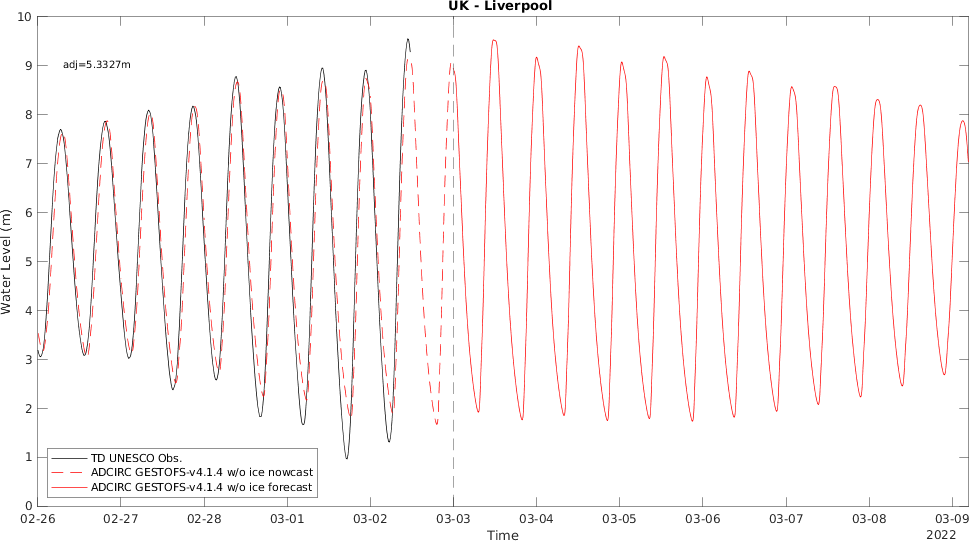 UK - Liverpool
adj=5.3327m
Water Level (m)
10
9
8
7
6
5
4
3
2
1
0
TD UNESCO Obs.
ADCIRC GESTOFS-v4.1.4 w/o ice nowcast
ADCIRC GESTOFS-v4.1.4 w/o ice forecast
02-26 02-27 02-28 03-01 03-02 03-03 03-04 03-05 03-06 03-07 03-08 03-09
Time
2022